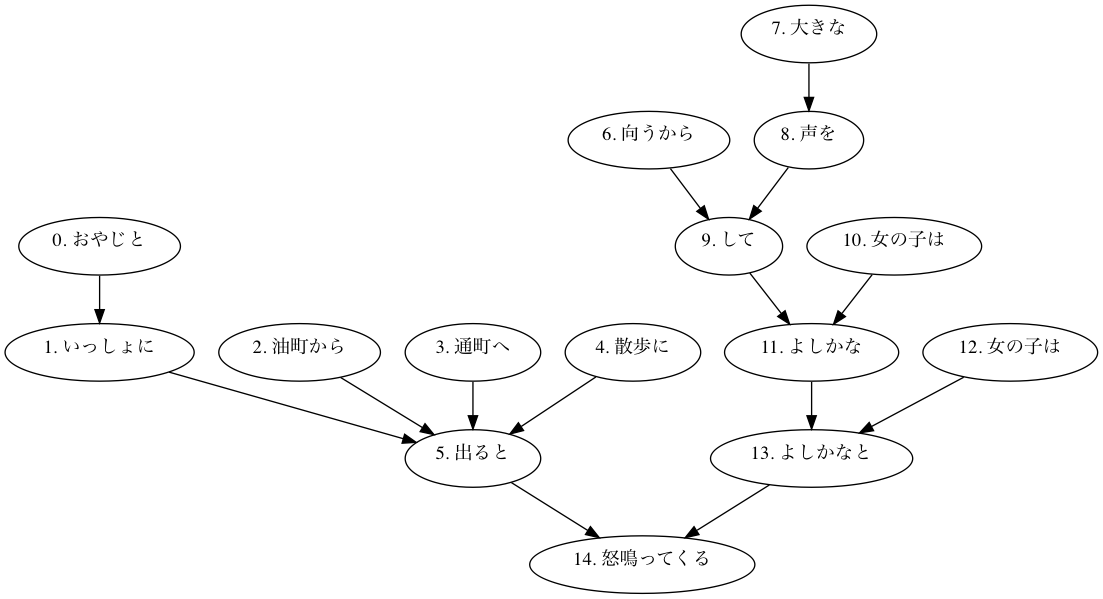 7. 大きな
6. 向うから
8. 声を
0. おやじと
9. して
10. 女の子は
1. いっしょに
2. 油町から
3. 通町へ
4. 散歩に
11. よしかな
12. 女の子は
5. 出ると
13. よしかなと
14. 怒鳴ってくる